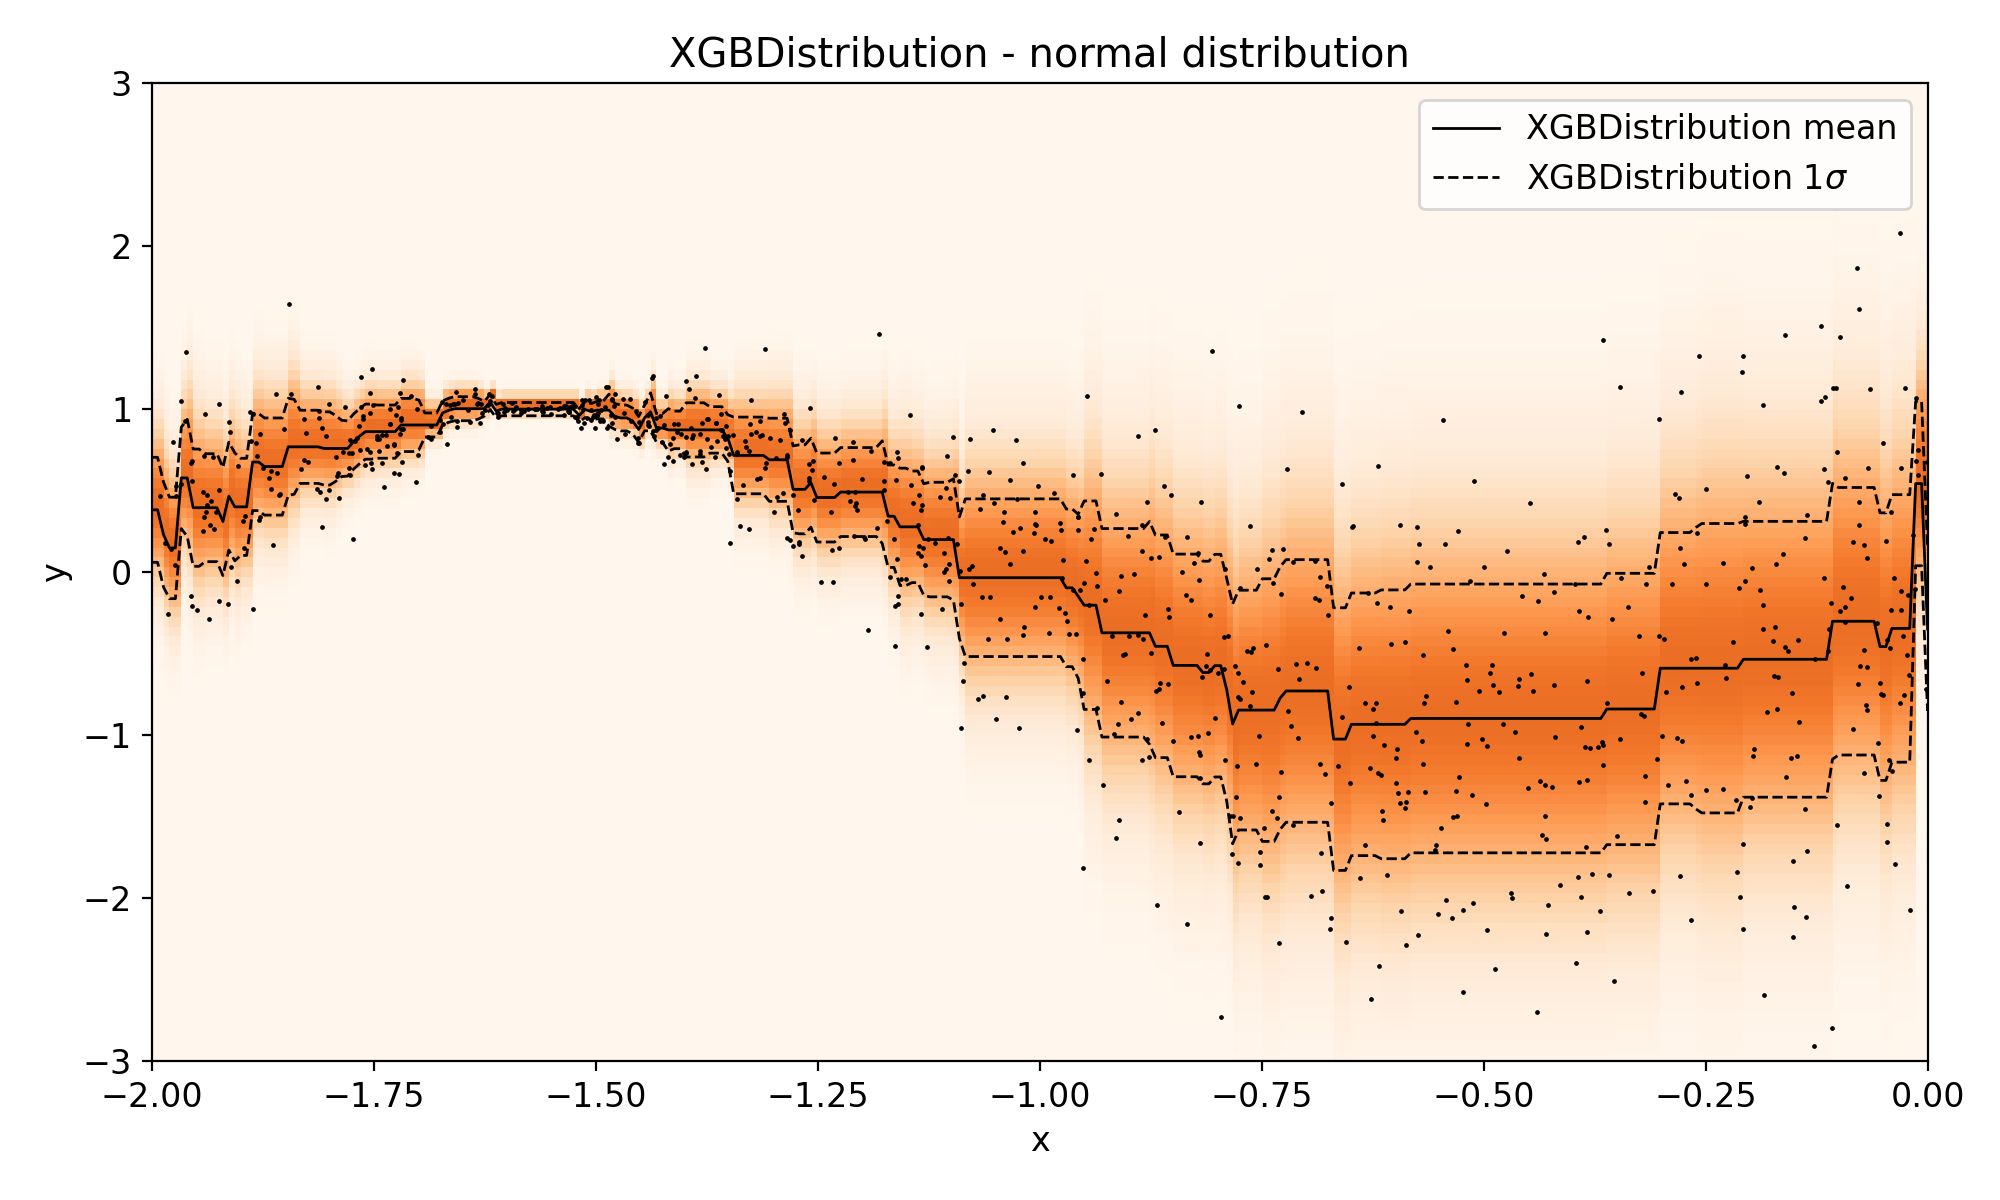 XGBDistribution - normal distribution
XGBDistribution mean
XGBDistribution 1σ
y
3
2
1
0
−1
−2
−3
−2.00 −1.75 −1.50 −1.25 −1.00 −0.75 −0.50 −0.25 0.00
x